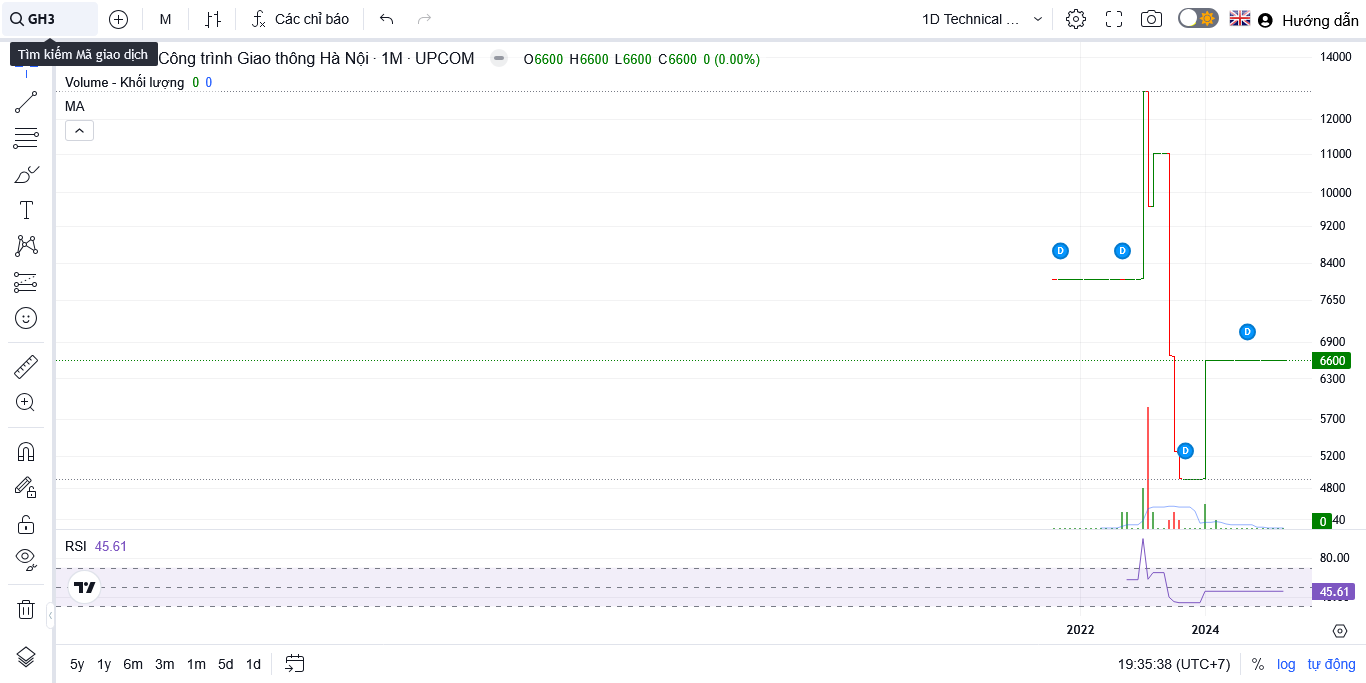 GH3
M
Các chỉ báo
1D Technical ...
Hướng dẫn
Tìm kiếm Mã giao dịch
Công trình Giao thông Hà Nội · 1M · UPCOM
O6600 H6600 L6600 C6600 0 (0.00%)
Volume - Khối lượng 0 0
MA
14000
12000
11000
10000
9200
8400
7650
6900
6600
6300
5700
5200
4800
0
40
D
D
D
D
RSI 45.61
80.00
45.61
2022
2024
5y 1y 6m 3m 1m 5d 1d
19:35:38 (UTC+7)
%
log
tự động